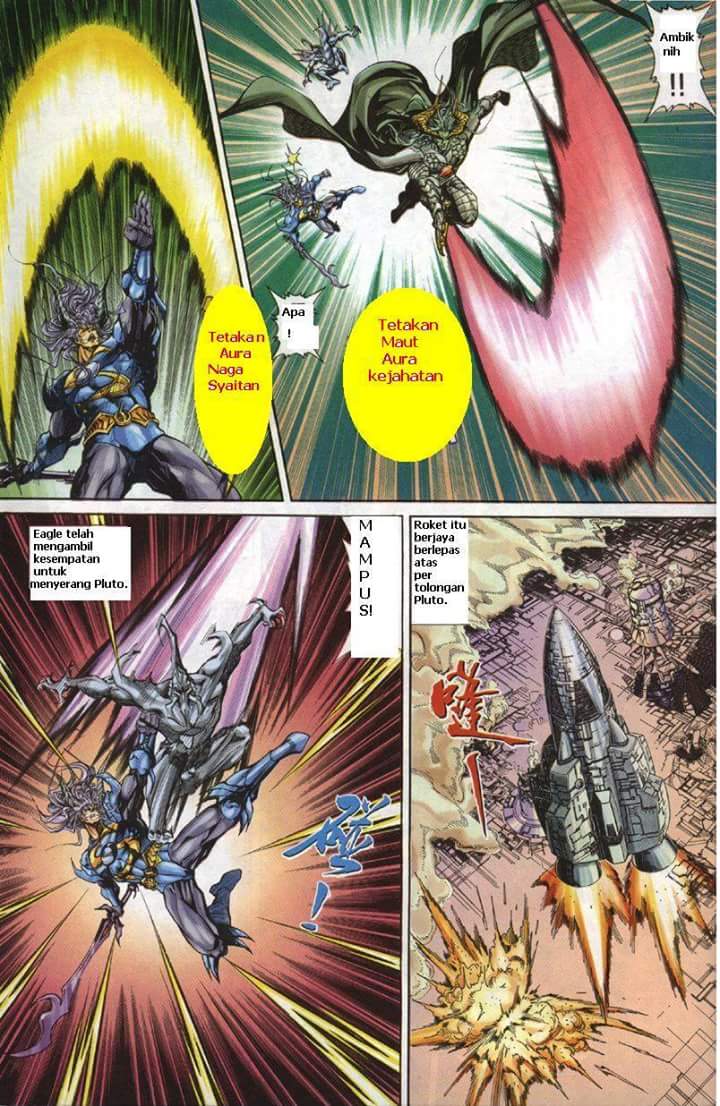 Ambik
nih
!!
Tetakan
Aura
Naga
Syaitan
Apa
!
Tetakan
Maut
Aura
kejahatan
Eagle telah
mengambil
kesempatan
untuk
menyerang Pluto.
M
A
M
P
U
S!
Roket itu
berjaya
berlepas
atas
per
tolongan
Pluto.